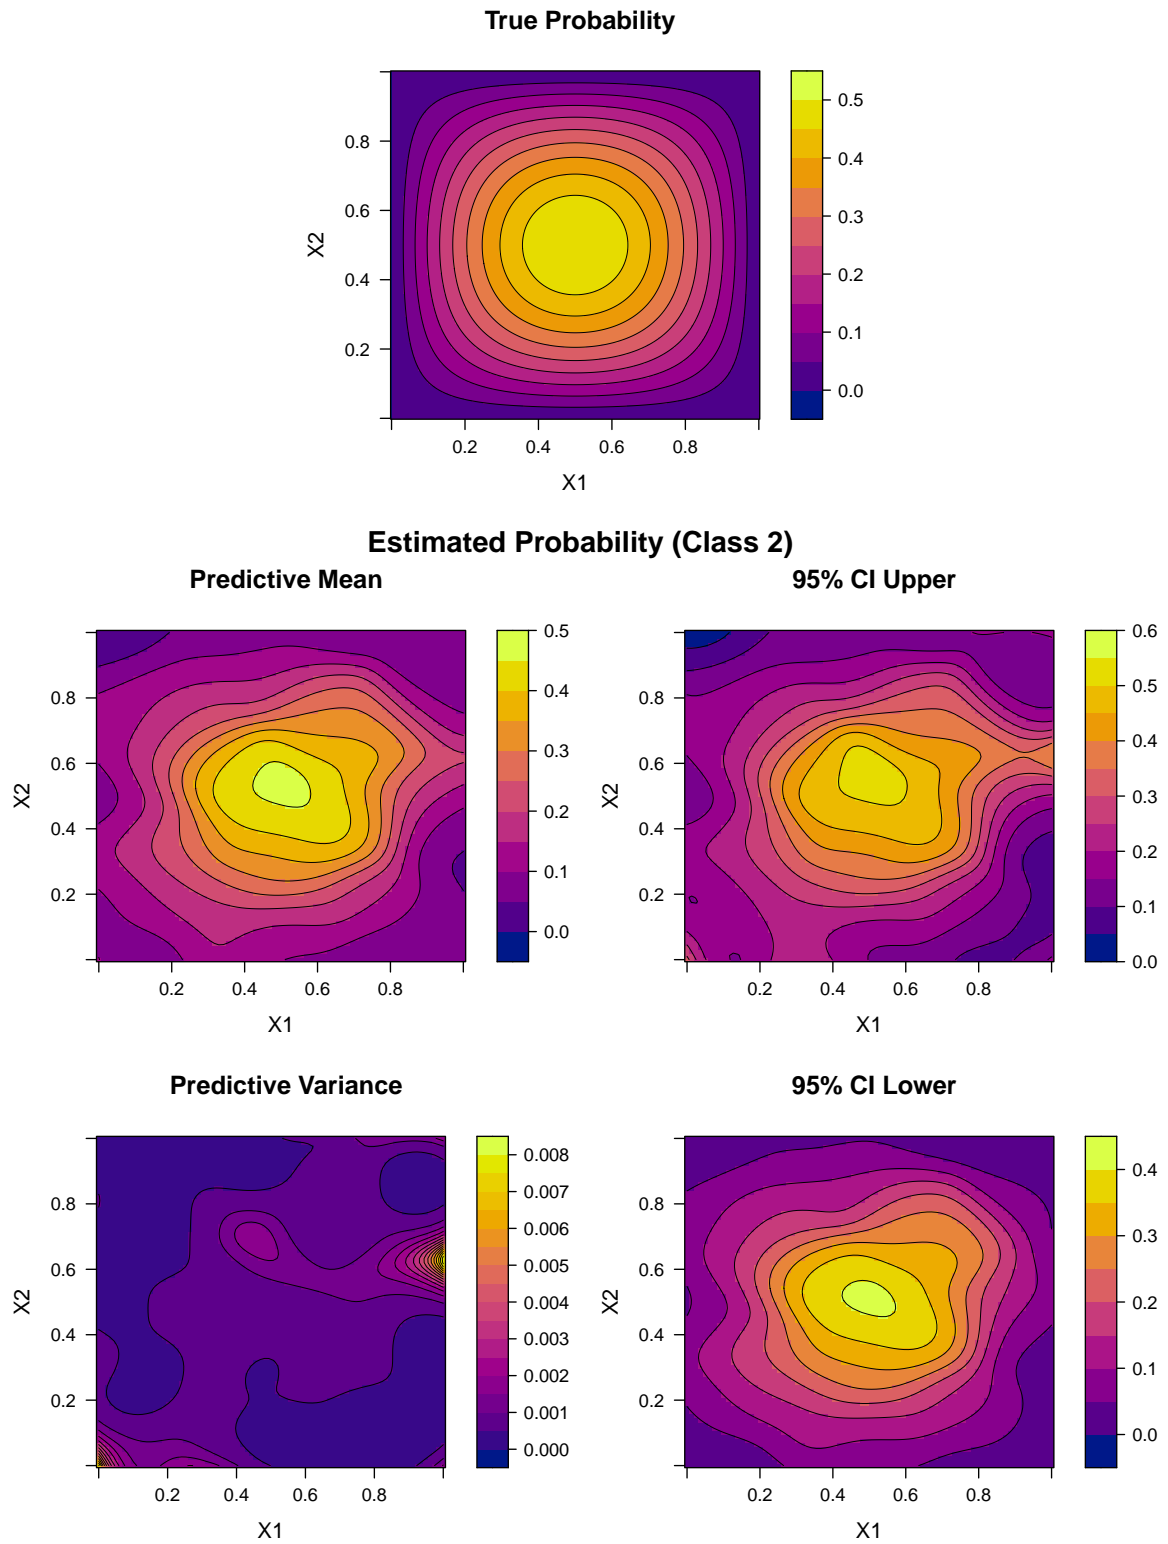 True Probability
X2
0.8
0.6
0.4
0.2
0.2 0.4 0.6 0.8
X1
0.5
0.4
0.3
0.2
0.1
0.0
Estimated Probability (Class 2)
Predictive Mean
X2
0.8
0.6
0.4
0.2
0.2 0.4 0.6 0.8
X1
0.5
0.4
0.3
0.2
0.1
0.0
95% CI Upper
X2
0.8
0.6
0.4
0.2
0.2 0.4 0.6 0.8
X1
0.6
0.5
0.4
0.3
0.2
0.1
0.0
Predictive Variance
X2
0.8
0.6
0.4
0.2
0.2 0.4 0.6 0.8
X1
0.008
0.007
0.006
0.005
0.004
0.003
0.002
0.001
0.000
95% CI Lower
X2
0.8
0.6
0.4
0.2
0.2 0.4 0.6 0.8
X1
0.4
0.3
0.2
0.1
0.0